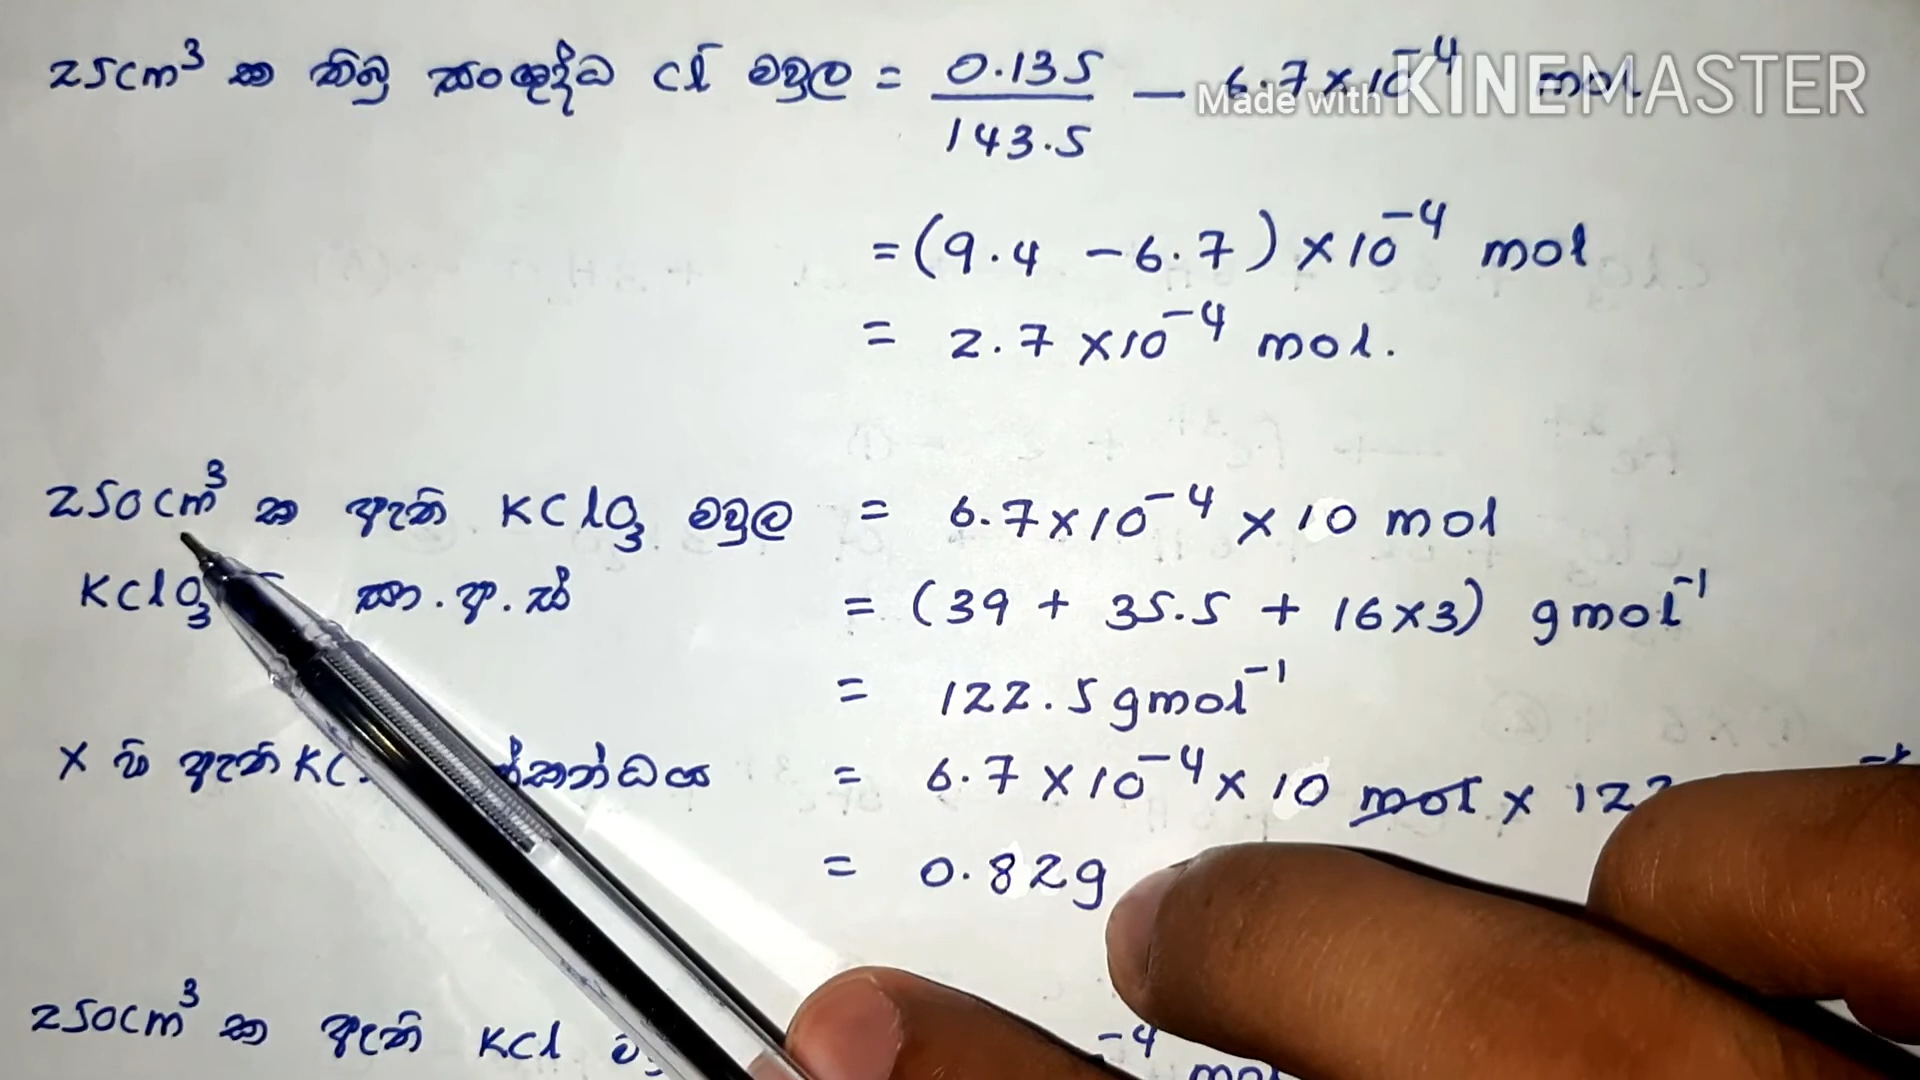 25cm³ ක තිබූ සංශුද්ධ Cl⁻ මවුල = 0.135 / 143.5 − 6.7×10⁻⁴ mol
Made with KINEMASTER
= (9.4 − 6.7) ×10⁻⁴ mol
= 2.7 ×10⁻⁴ mol.
250cm³ ක ඇති KClO₃ මවුල = 6.7×10⁻⁴ × 10 mol
KClO₃ සා.අ.ස් = (39 + 35.5 + 16×3) gmol⁻¹
= 122.5 gmol⁻¹
X හි ඇති = 6.7 ×10⁻⁴ × 10 mol ×
= 0.82g
250cm³ ක ඇති KCl